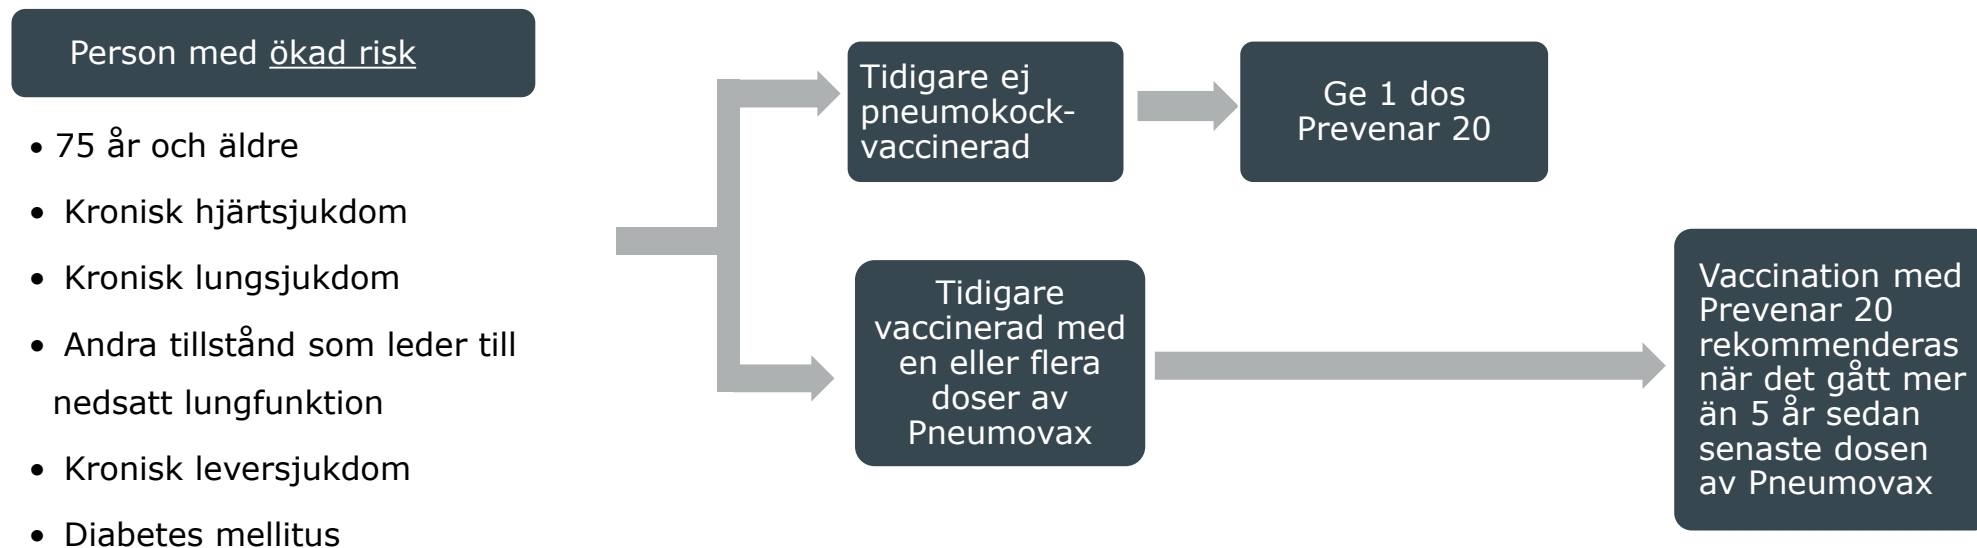 Person med ökad risk
• 75 år och äldre
• Kronisk hjärtsjukdom
• Kronisk lungsjukdom
• Andra tillstånd som leder till
nedsatt lungfunktion
• Kronisk leversjukdom
• Diabetes mellitus
Tidigare ej
pneumokock-
vaccinerad
Ge 1 dos
Prevenar 20
Tidigare
vaccinerad med
en eller flera
doser av
Pneumovax
Vaccination med
Prevenar 20
rekommenderas
när det gått mer
än 5 år sedan
senaste dosen
av Pneumovax